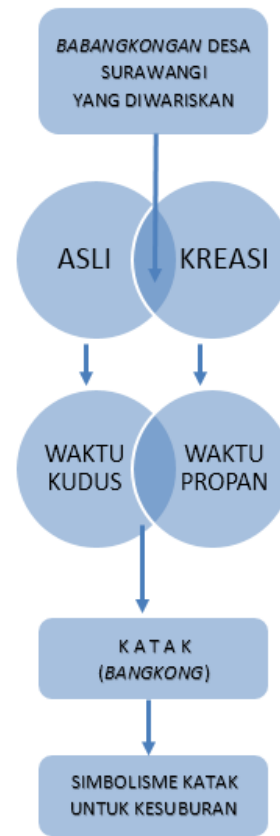 BABANGKONGAN DESA
SURAWANGI
YANG DIWARISKAN
ASLI
KREASI
WAKTU
KUDUS
WAKTU
PROPAN
K A T A K
(BANGKONG)
SIMBOLISME KATAK
UNTUK KESUBURAN